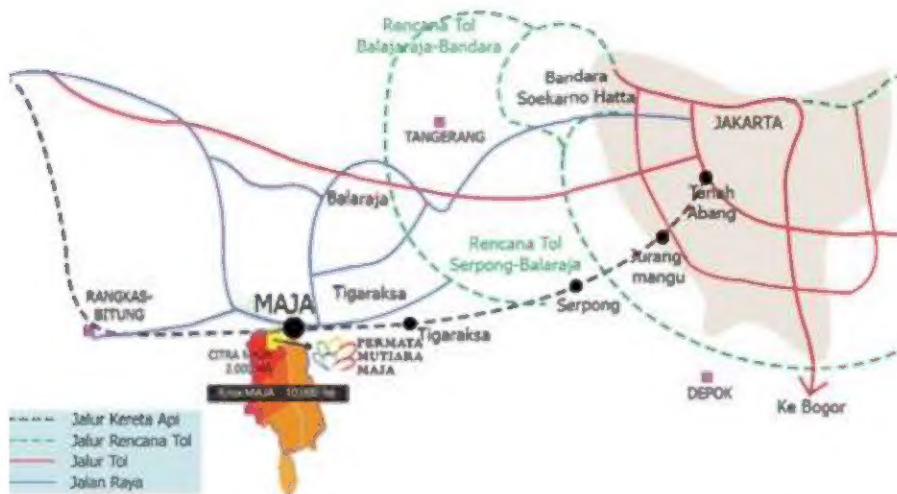 Rencana Tol
Balajaraja-Bandara
Bandara
Soekarno Hatta
TANGERANG
JAKARTA
Balaraja
Abang
Rencana Tol
Serpong-Balaraja
mangu
RANGKAS-
BITUNG
MAJA
Tigaraksa
Serpong
Tigaraksa
PERMATA
MUTIARA
MAJA
CITRA
MAJA
DEPOK
Ke Bogor
Jalur Kereta Api
Jalur Rencana Tol
Jalur Tol
Jalan Raya